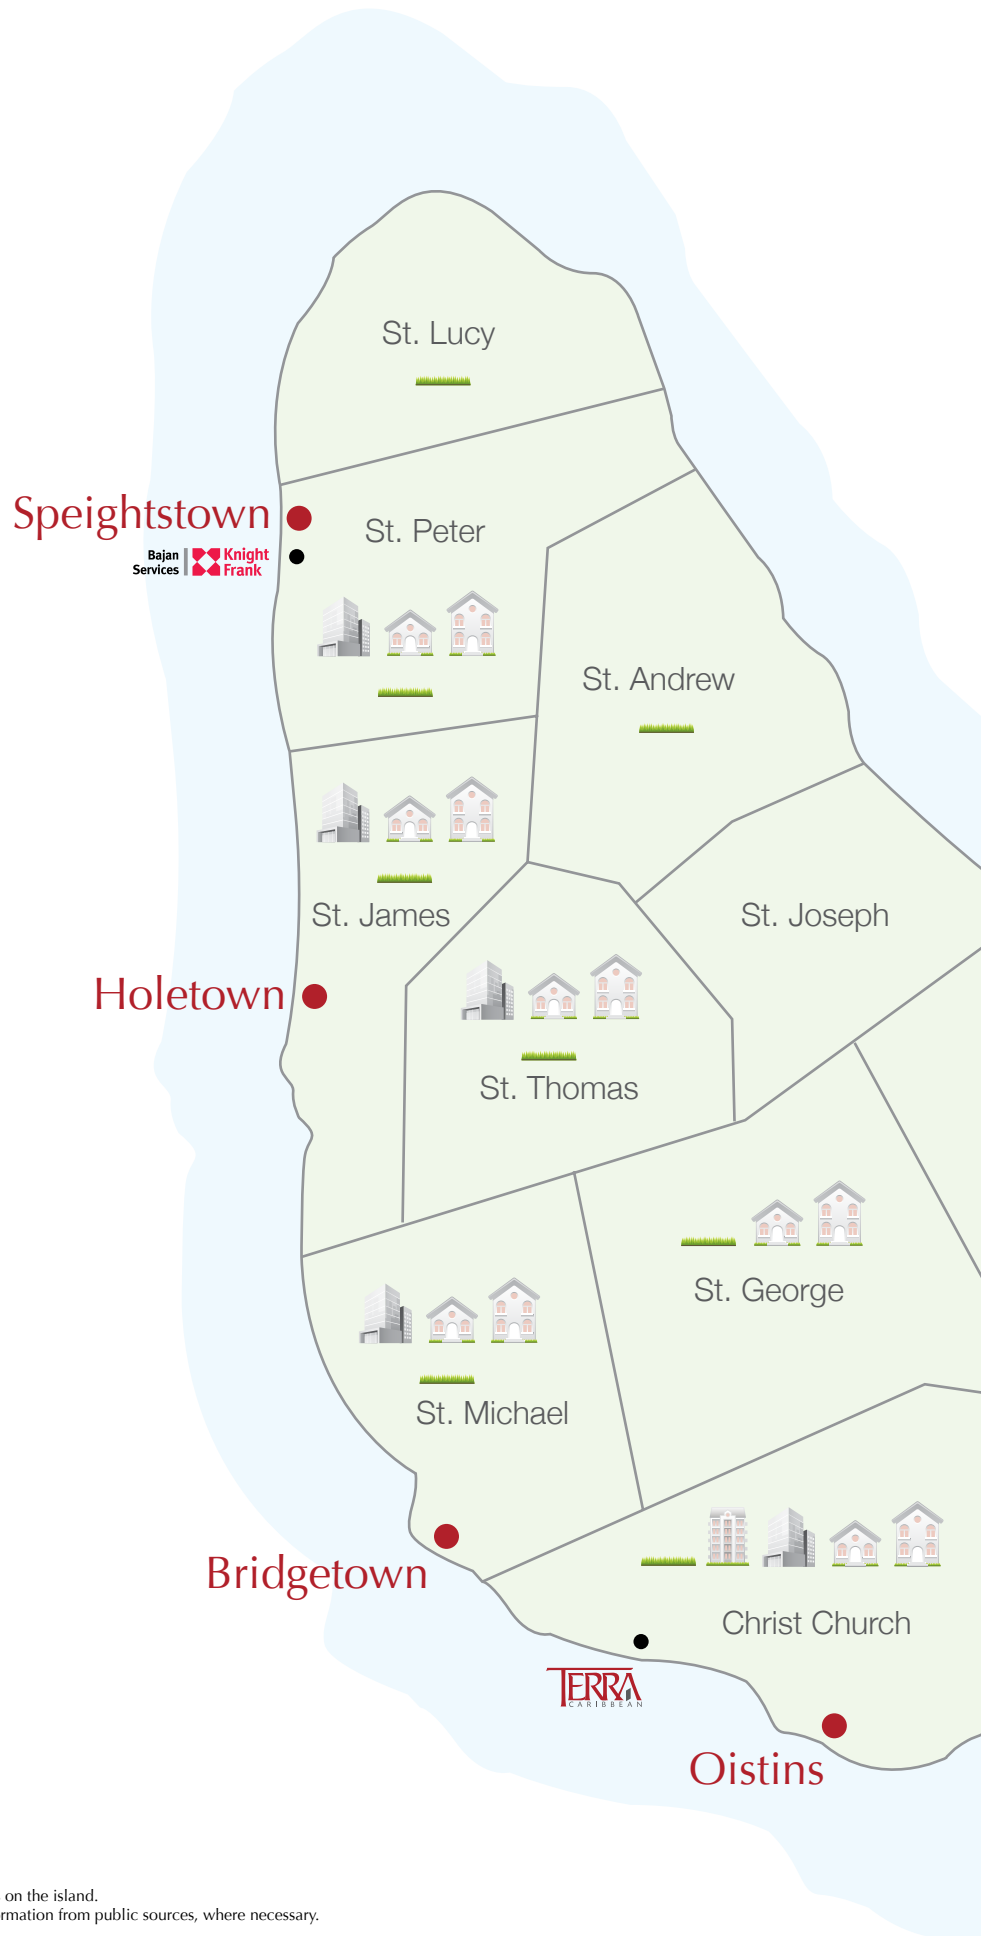 St. Lucy
Speightstown
St. Peter
Bajan
Services
Knight
Frank
St. Andrew
St. James
St. Joseph
Holetown
St. Thomas
St. George
St. Michael
Bridgetown
Christ Church
TERRA
CARIBBEAN
Oistins
on the island.
ormation from public sources, where necessary.